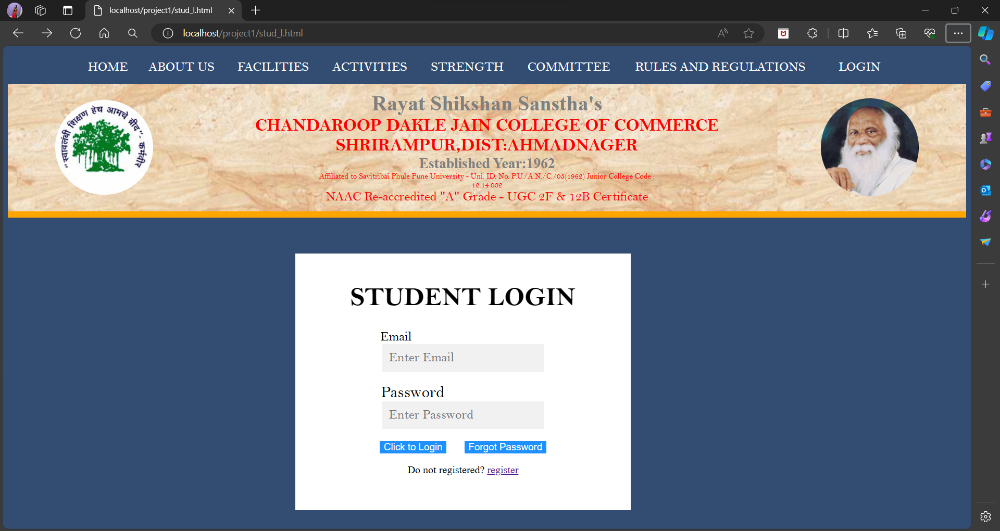 localhost/project1/stud_l.html
localhost/project1/stud_l.html
HOME ABOUT US FACILITIES ACTIVITIES STRENGTH COMMITTEE RULES AND REGULATIONS LOGIN
"स्वावलंबी शिक्षण हेच आमचे ब्रीद"- कर्मवीर
Rayat Shikshan Sanstha's
CHANDAROOP DAKLE JAIN COLLEGE OF COMMERCE
SHRIRAMPUR,DIST:AHMADNAGER
Established Year:1962
Affiliated to Savitribai Phule Pune University - Uni. ID. No. P.U./A.N./C./05(1962) Junior College Code :
12.14.002
NAAC Re-accredited "A" Grade - UGC 2F & 12B Certificate
STUDENT LOGIN
Email
Enter Email
Password
Enter Password
Click to Login Forgot Password
Do not registered? register